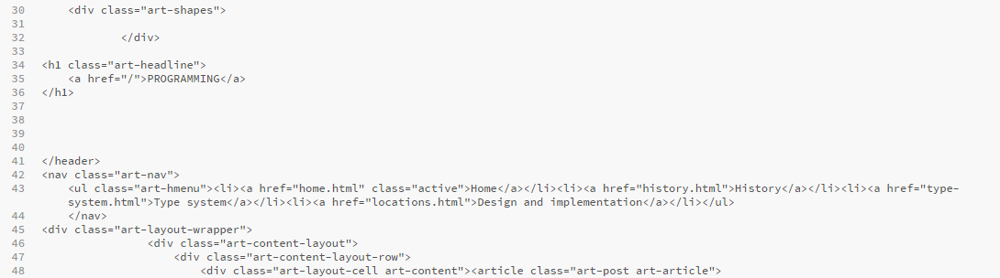 30 <div class="art-shapes">
31
32 </div>
33
34 <h1 class="art-headline">
35 <a href="/">PROGRAMMING</a>
36 </h1>
37
38
39
40
41 </header>
42 <nav class="art-nav">
43 <ul class="art-hmenu"><li><a href="home.html" class="active">Home</a></li><li><a href="history.html">History</a></li><li><a href="type-
system.html">Type system</a></li><li><a href="locations.html">Design and implementation</a></li></ul>
44 </nav>
45 <div class="art-layout-wrapper">
46 <div class="art-content-layout">
47 <div class="art-content-layout-row">
48 <div class="art-layout-cell art-content"><article class="art-post art-article">